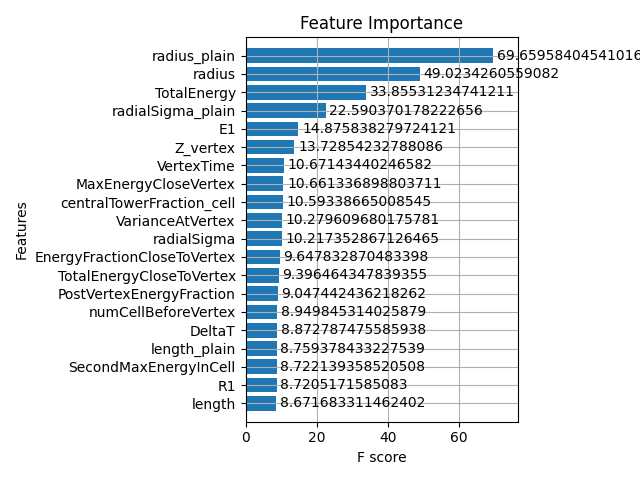 Feature Importance
radius_plain 69.65958404541016
radius 49.0234260559082
TotalEnergy 33.85531234741211
radialSigma_plain 22.590370178222656
E1 14.875838279724121
Z_vertex 13.72854232788086
VertexTime 10.67143440246582
MaxEnergyCloseVertex 10.661336898803711
centralTowerFraction_cell 10.59338665008545
VarianceAtVertex 10.279609680175781
radialSigma 10.217352867126465
EnergyFractionCloseToVertex 9.647832870483398
TotalEnergyCloseToVertex 9.396464347839355
PostVertexEnergyFraction 9.047442436218262
numCellBeforeVertex 8.949845314025879
DeltaT 8.872787475585938
length_plain 8.759378433227539
SecondMaxEnergyInCell 8.722139358520508
R1 8.7205171585083
length 8.671683311462402
Features
0 20 40 60
F score